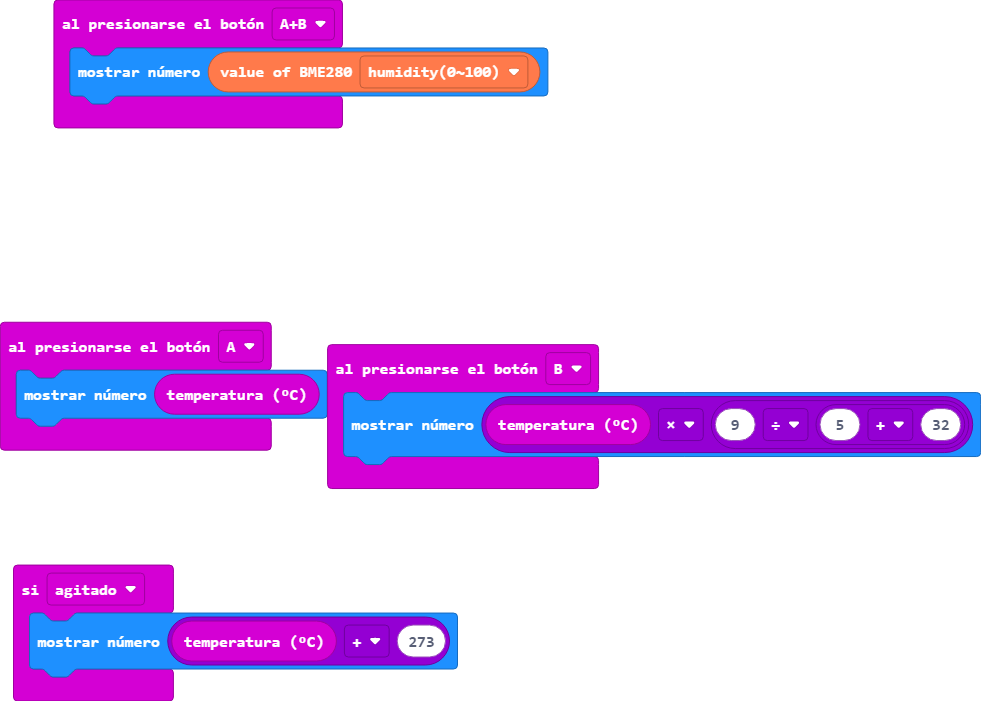 al presionarse el botón A+B
mostrar número value of BME280 humidity(0~100)
al presionarse el botón A
mostrar número temperatura (ºC)
al presionarse el botón B
mostrar número temperatura (ºC) × 9 ÷ 5 + 32
si agitado
mostrar número temperatura (ºC) + 273